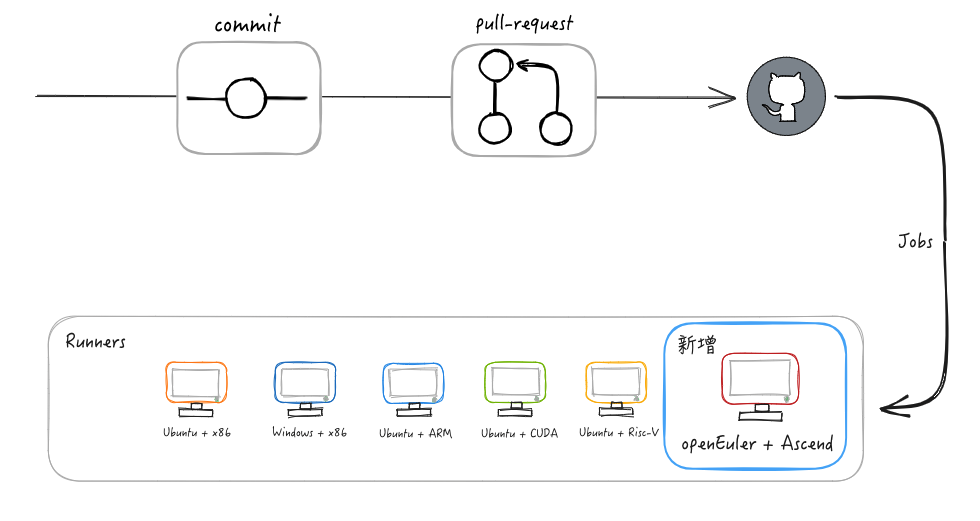 commit
pull-request
Jobs
Runners
新增
Ubuntu + x86
Windows + x86
Ubuntu + ARM
Ubuntu + CUDA
Ubuntu + Risc-V
openEuler + Ascend